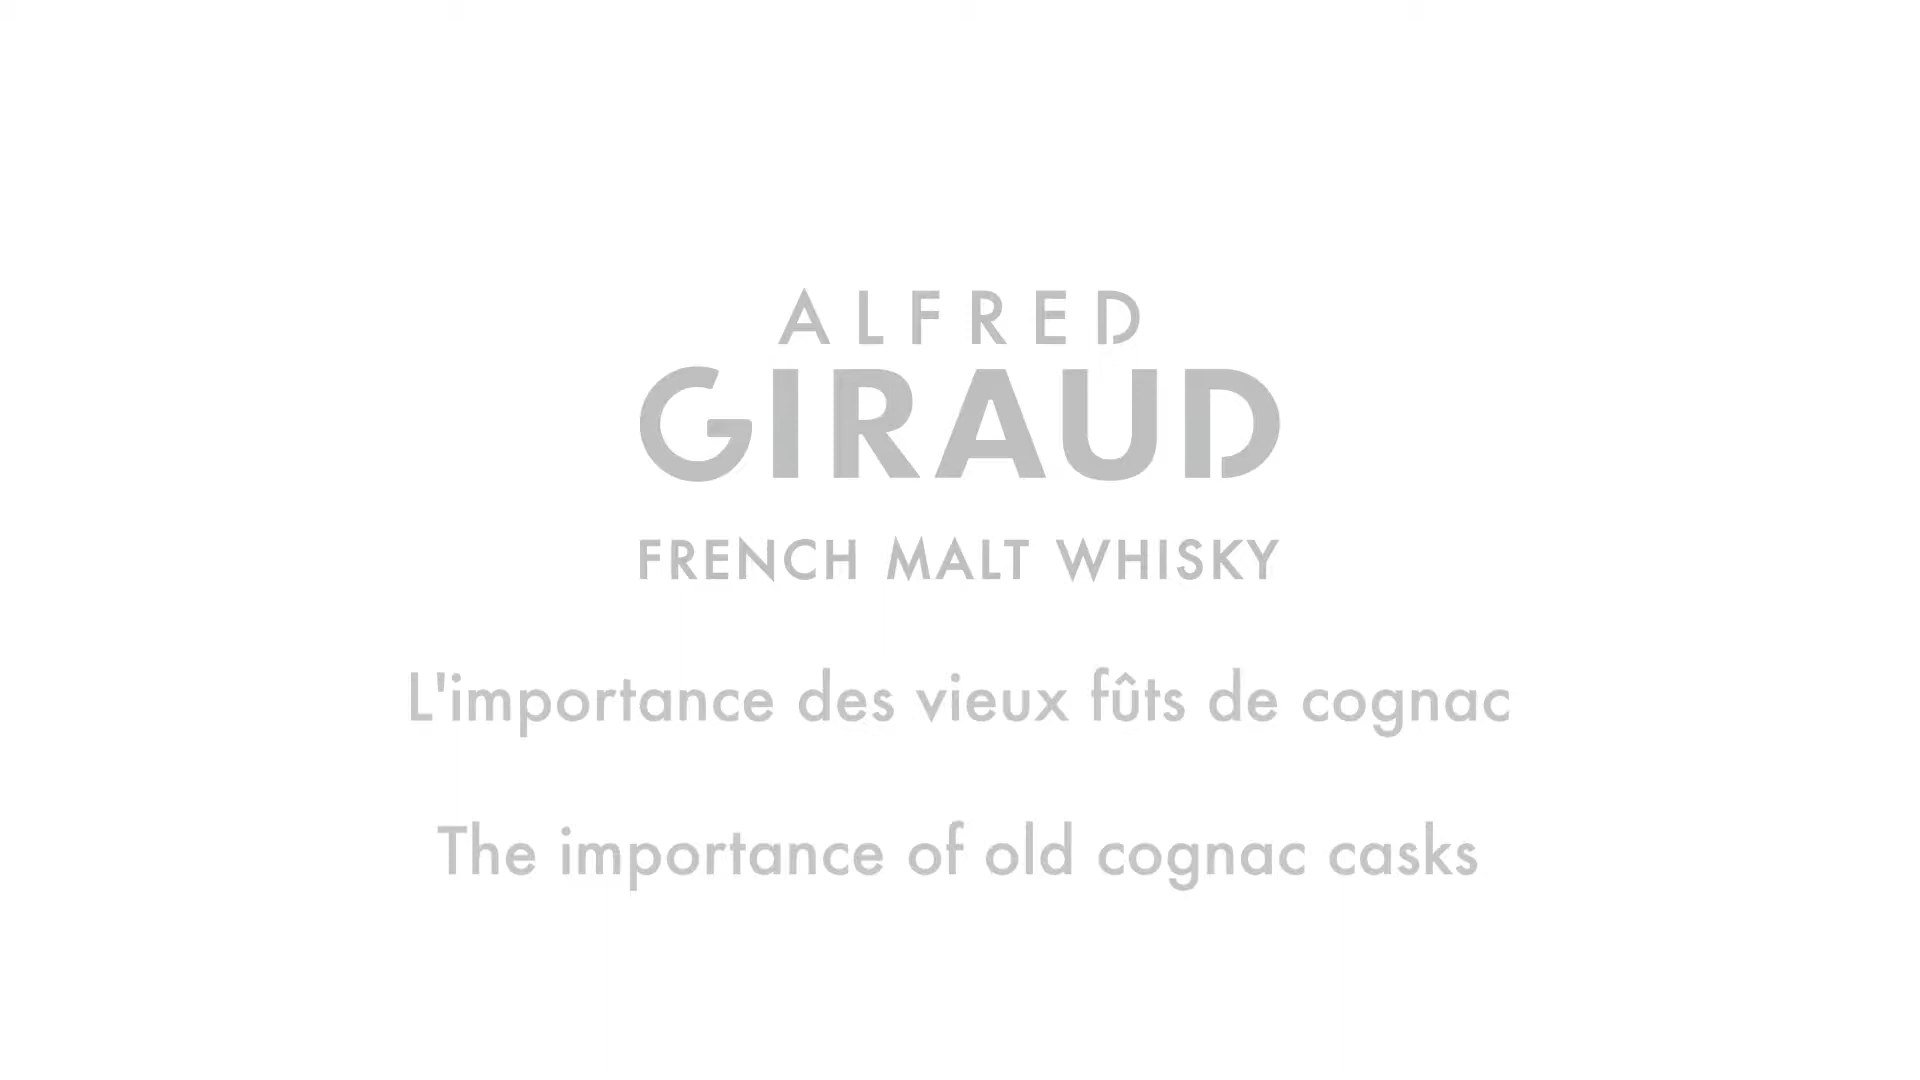 ALFRED
GIRAUD
FRENCH MALT WHISKY
L'importance des vieux fûts de cognac
The importance of old cognac casks